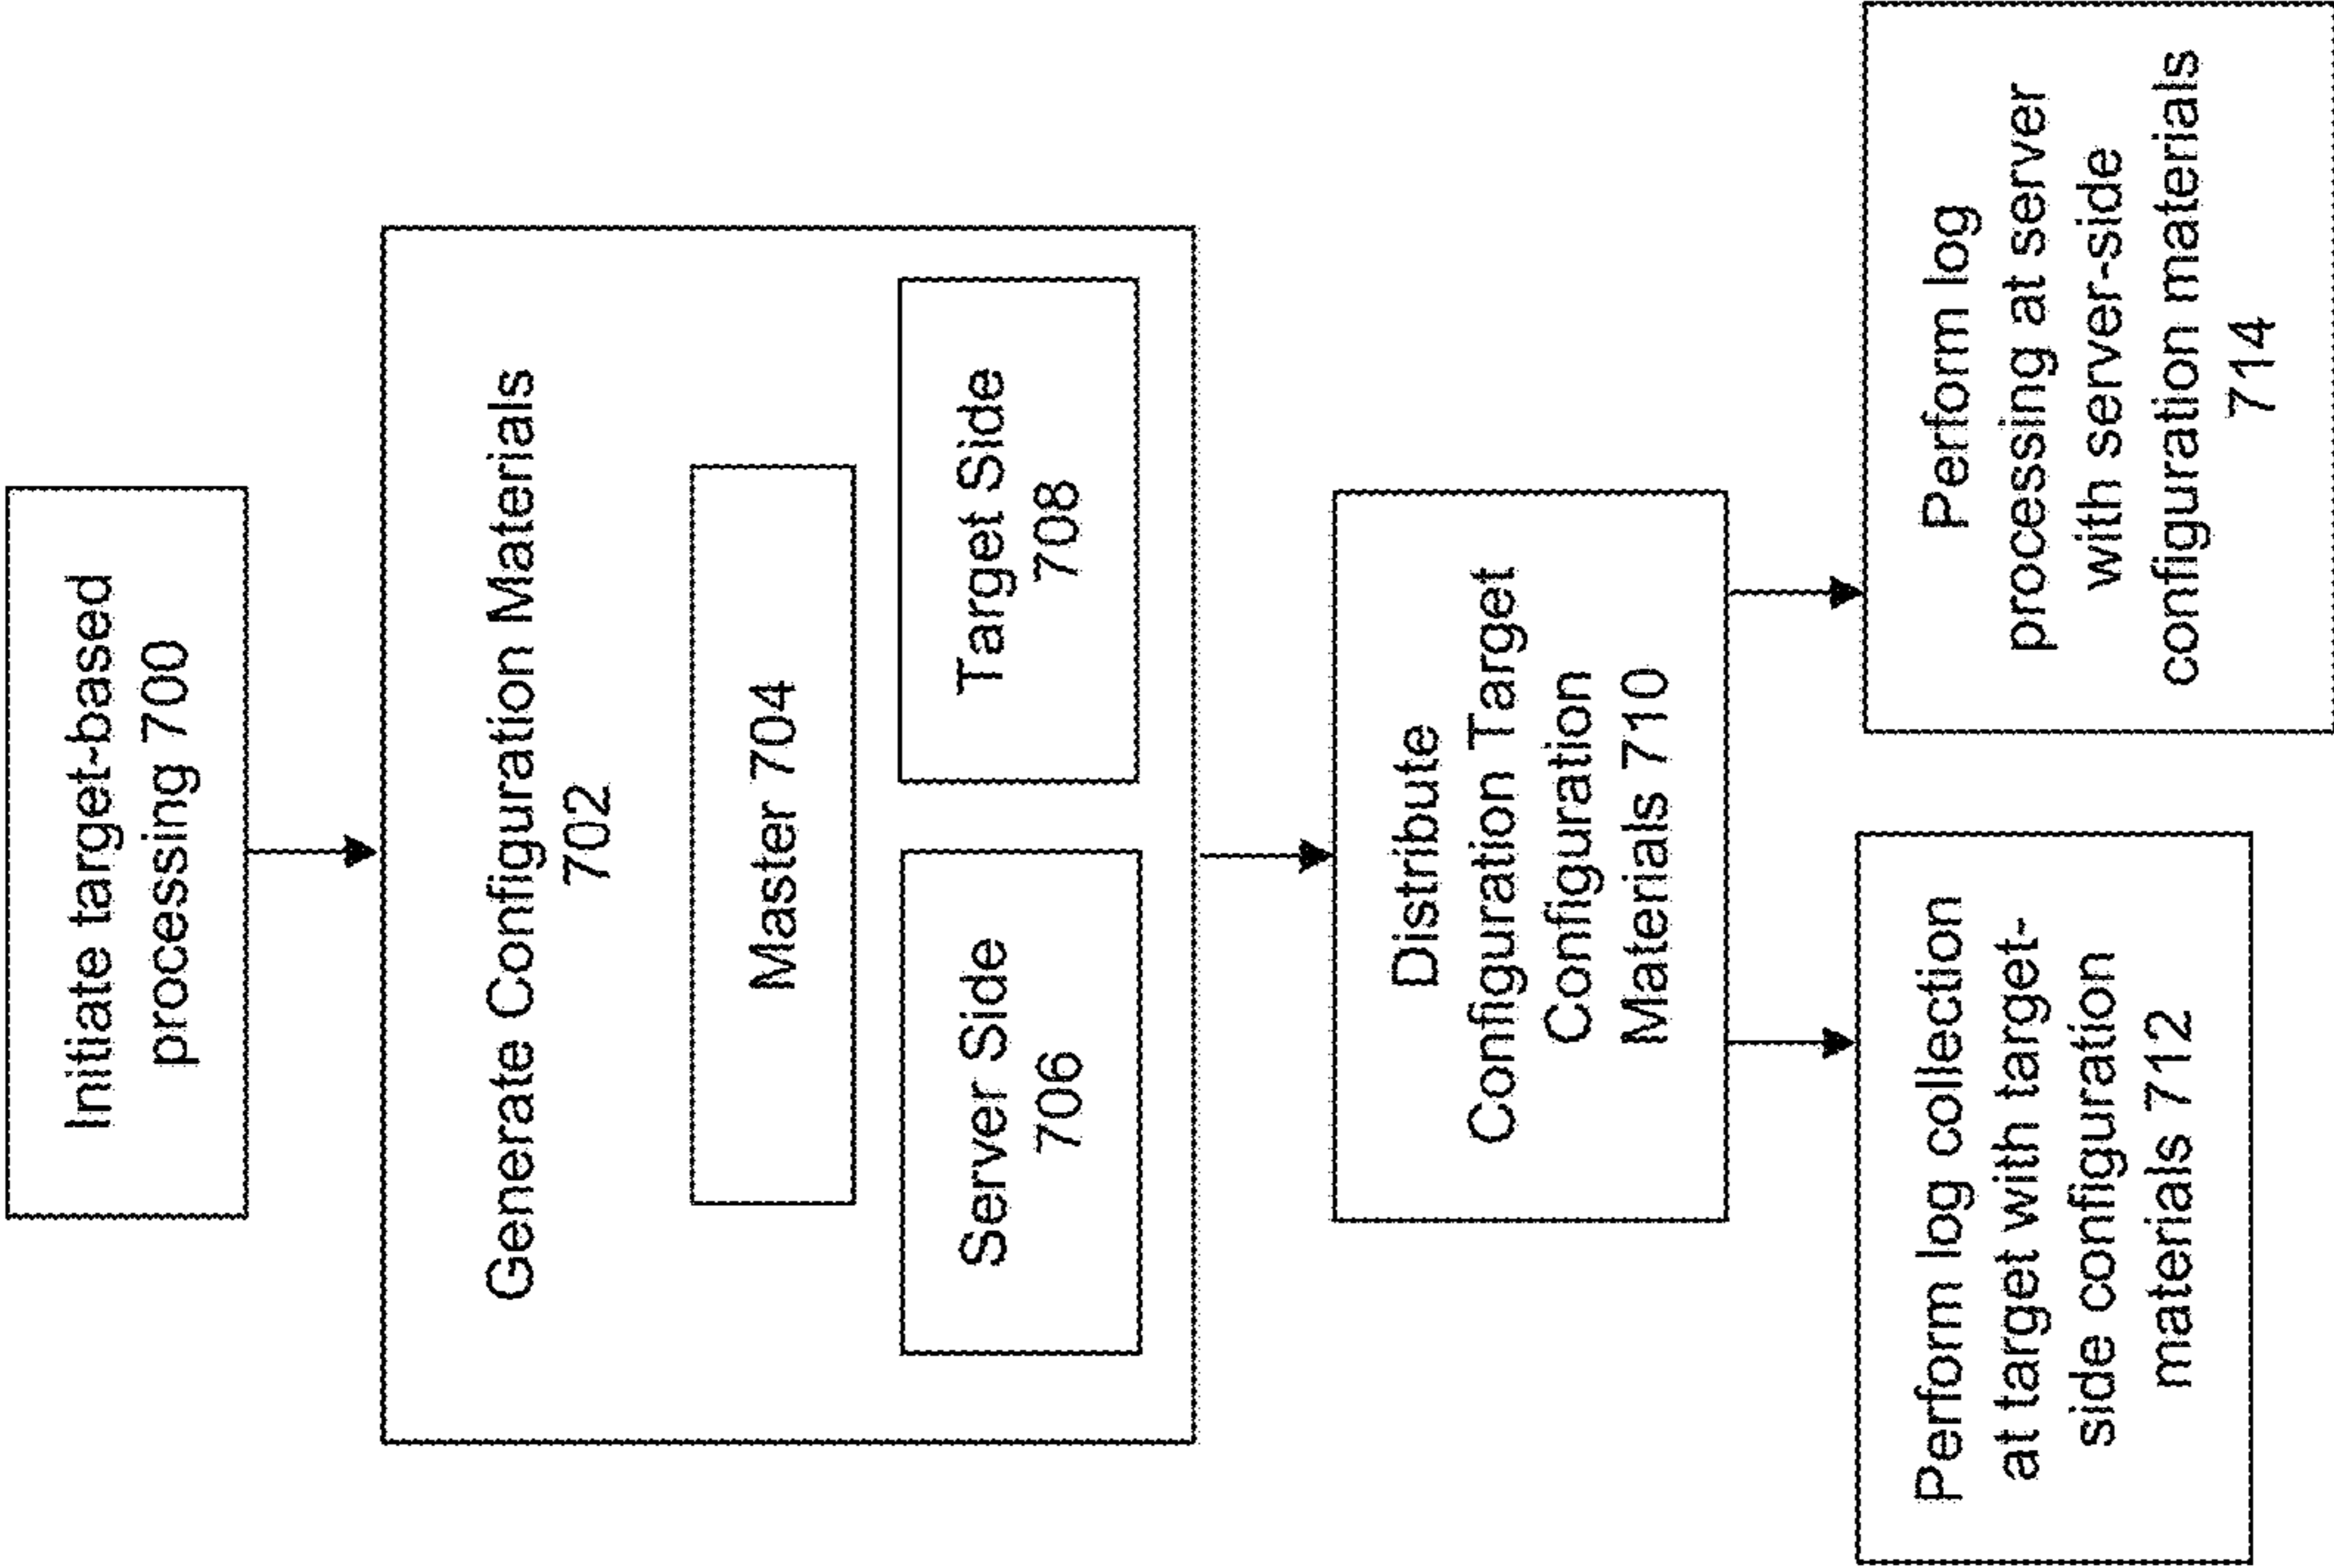 Initiate target-based
processing 700
Generate Configuration Materials
702
Master 704
Server Side
706
Target Side
708
Distribute
Configuration Target
Configuration
Materials 710
Perform log collection
at target with target-
side configuration
materials 712
Perform log
processing at server
with server-side
configuration materials
714